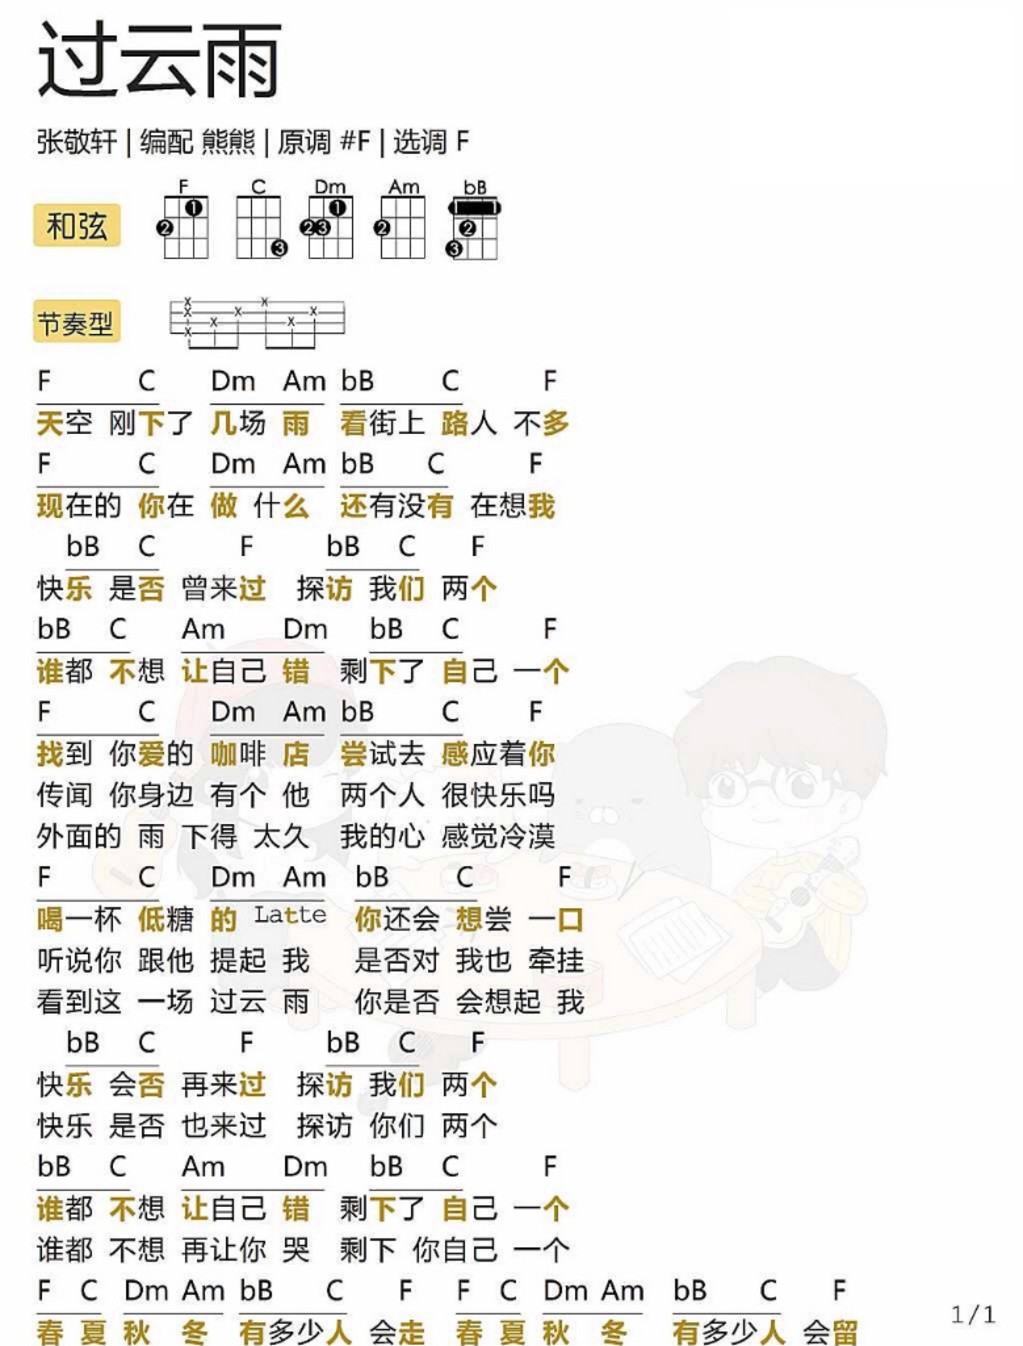 过云雨
张敬轩 | 编配 熊熊 | 原调 #F | 选调 F
和弦 F C Dm Am bB
1 2 3 1 2 3 2 2 3
节奏型
F C Dm Am bB C F
天空 刚下了 几场 雨 看街上 路人 不多
F C Dm Am bB C F
现在的 你在 做 什么 还有没有 在想我
bB C F bB C F
快乐 是否 曾来过 探访 我们 两个
bB C Am Dm bB C F
谁都 不想 让自己 错 剩下了 自己 一个
F C Dm Am bB C F
找到 你爱的 咖啡 店 尝试去 感应着你
传闻 你身边 有个 他 两个人 很快乐吗
外面的 雨 下得 太久 我的心 感觉冷漠
F C Dm Am bB C F
喝一杯 低糖 的 Latte 你还会 想尝 一口
听说你 跟他 提起 我 是否对 我也 牵挂
看到这 一场 过云 雨 你是否 会想起 我
bB C F bB C F
快乐 会否 再来过 探访 我们 两个
快乐 是否 也来过 探访 你们 两个
bB C Am Dm bB C F
谁都 不想 让自己 错 剩下了 自己 一个
谁都 不想 再让你 哭 剩下 你自己 一个
F C Dm Am bB C F F C Dm Am bB C F
春 夏 秋 冬 有多少人 会走 春 夏 秋 冬 有多少人 会留
1/1